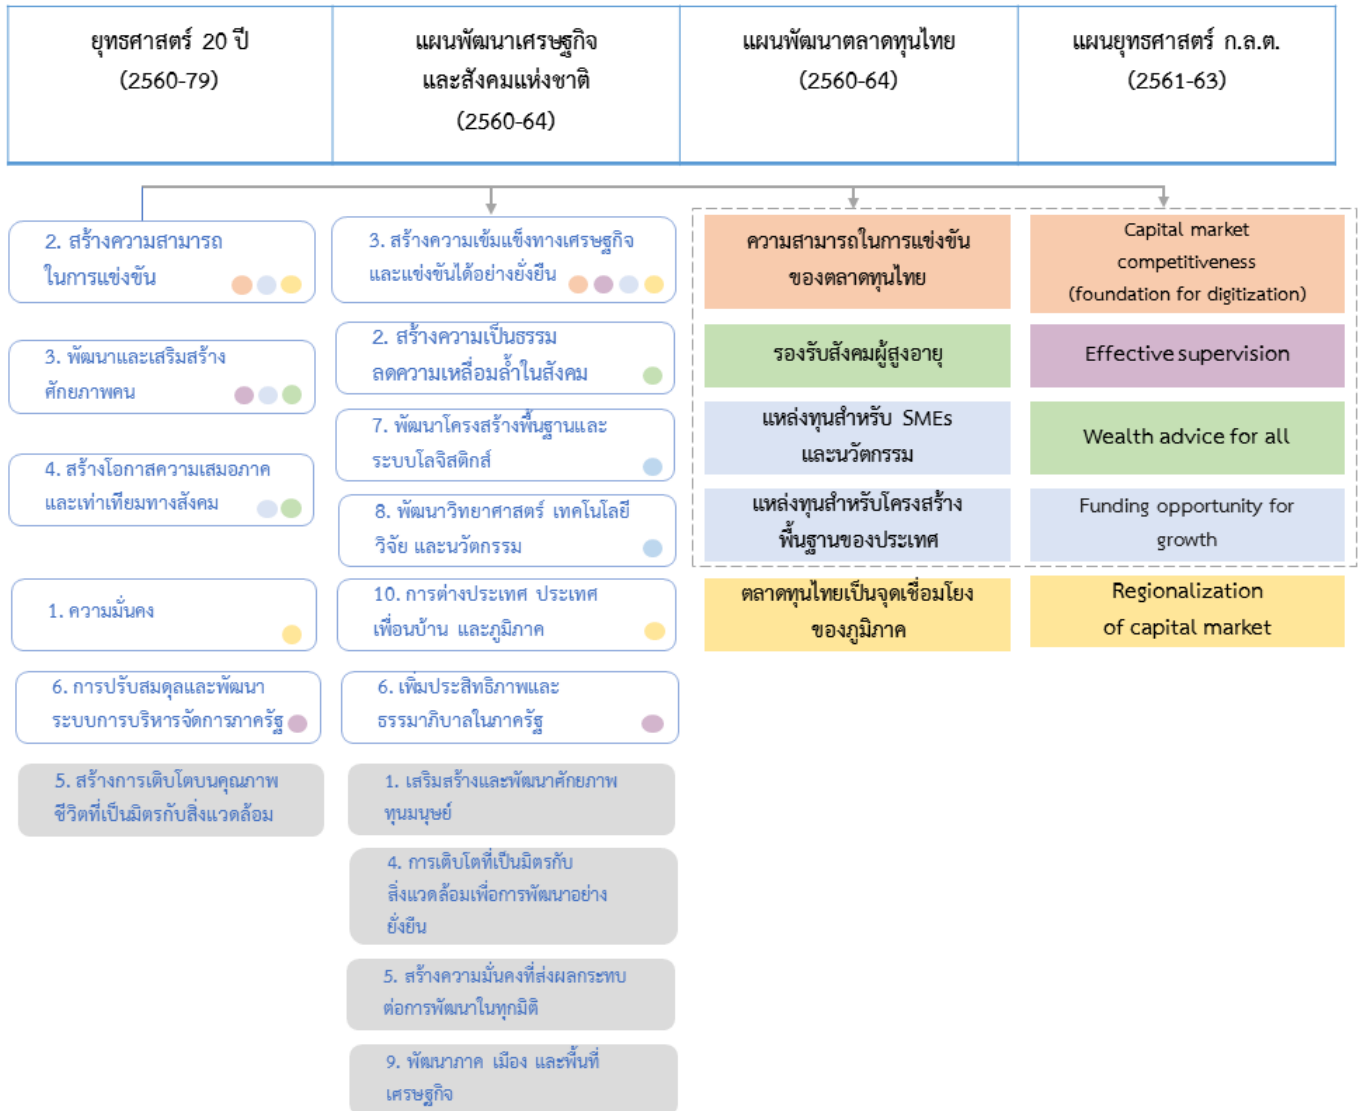 ยุทธศาสตร์ 20 ปี
(2560-79)
แผนพัฒนาเศรษฐกิจ
และสังคมแห่งชาติ
(2560-64)
แผนพัฒนาตลาดทุนไทย
(2560-64)
แผนยุทธศาสตร์ ก.ล.ต.
(2561-63)
2. สร้างความสามารถ
ในการแข่งขัน
3. พัฒนาและเสริมสร้าง
ศักยภาพคน
4. สร้างโอกาสความเสมอภาค
และเท่าเทียมทางสังคม
1. ความมั่นคง
6. การปรับสมดุลและพัฒนา
ระบบการบริหารจัดการภาครัฐ
5. สร้างการเติบโตบนคุณภาพ
ชีวิตที่เป็นมิตรกับสิ่งแวดล้อม
3. สร้างความเข้มแข็งทางเศรษฐกิจ
และแข่งขันได้อย่างยั่งยืน
2. สร้างความเป็นธรรม
ลดความเหลื่อมล้ำในสังคม
7. พัฒนาโครงสร้างพื้นฐานและ
ระบบโลจิสติกส์
8. พัฒนาวิทยาศาสตร์ เทคโนโลยี
วิจัย และนวัตกรรม
10. การต่างประเทศ ประเทศ
เพื่อนบ้าน และภูมิภาค
6. เพิ่มประสิทธิภาพและ
ธรรมาภิบาลในภาครัฐ
1. เสริมสร้างและพัฒนาศักยภาพ
ทุนมนุษย์
4. การเติบโตที่เป็นมิตรกับ
สิ่งแวดล้อมเพื่อการพัฒนาอย่าง
ยั่งยืน
5. สร้างความมั่นคงที่ส่งผลกระทบ
ต่อการพัฒนาในทุกมิติ
9. พัฒนาภาค เมือง และพื้นที่
เศรษฐกิจ
ความสามารถในการแข่งขัน
ของตลาดทุนไทย
รองรับสังคมผู้สูงอายุ
แหล่งทุนสำหรับ SMEs
และนวัตกรรม
แหล่งทุนสำหรับโครงสร้าง
พื้นฐานของประเทศ
ตลาดทุนไทยเป็นจุดเชื่อมโยง
ของภูมิภาค
Capital market
competitiveness
(foundation for digitization)
Effective supervision
Wealth advice for all
Funding opportunity for
growth
Regionalization
of capital market